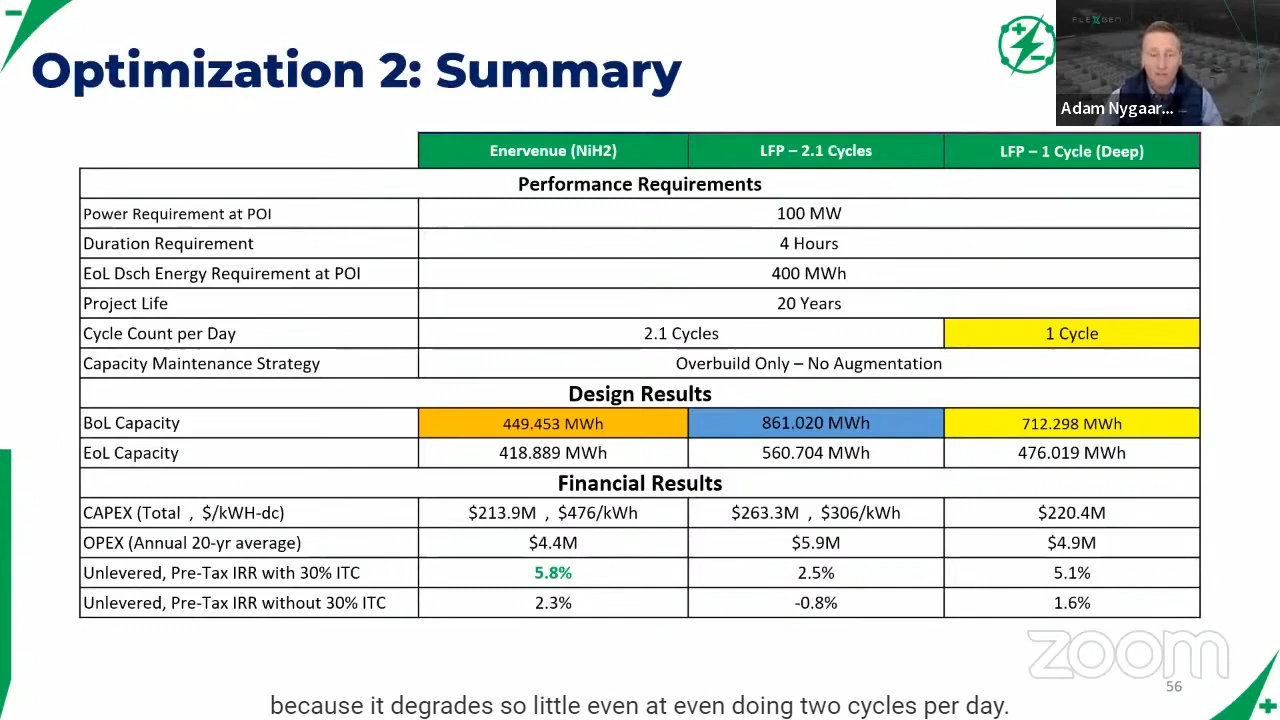 FLEXGEN
Adam Nygaar...
Optimization 2: Summary
Enervenue (NiH2) LFP – 2.1 Cycles LFP – 1 Cycle (Deep)
Performance Requirements
Power Requirement at POI 100 MW
Duration Requirement 4 Hours
EoL Dsch Energy Requirement at POI 400 MWh
Project Life 20 Years
Cycle Count per Day 2.1 Cycles 1 Cycle
Capacity Maintenance Strategy Overbuild Only – No Augmentation
Design Results
BoL Capacity 449.453 MWh 861.020 MWh 712.298 MWh
EoL Capacity 418.889 MWh 560.704 MWh 476.019 MWh
Financial Results
CAPEX (Total , $/kWH-dc) $213.9M , $476/kWh $263.3M , $306/kWh $220.4M
OPEX (Annual 20-yr average) $4.4M $5.9M $4.9M
Unlevered, Pre-Tax IRR with 30% ITC 5.8% 2.5% 5.1%
Unlevered, Pre-Tax IRR without 30% ITC 2.3% -0.8% 1.6%
zoom
56
because it degrades so little even at even doing two cycles per day.